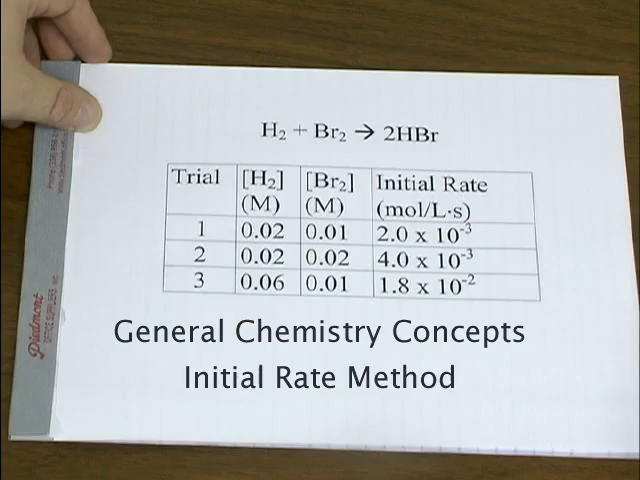 H₂ + Br₂ → 2HBr
Trial [H₂] (M) [Br₂] (M) Initial Rate (mol/L·s)
1 0.02 0.01 2.0 x 10⁻³
2 0.02 0.02 4.0 x 10⁻³
3 0.06 0.01 1.8 x 10⁻²
General Chemistry Concepts
Initial Rate Method
Piedmont
OFFICE SUPPLIERS